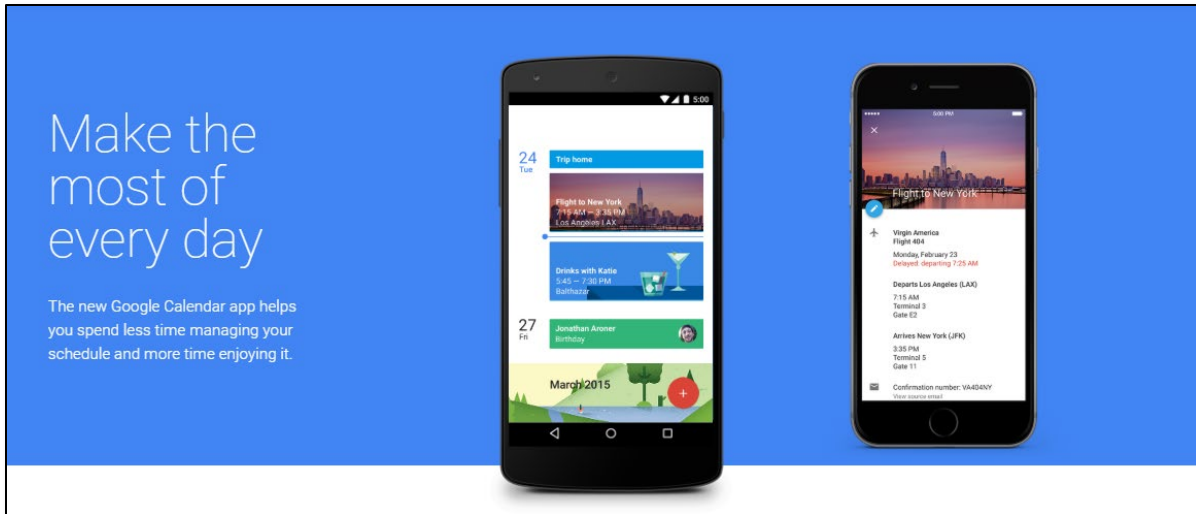 Make the
most of
every day
The new Google Calendar app helps
you spend less time managing your
schedule and more time enjoying it.
5:00
24
Tue
Trip home
Flight to New York
7:15 AM – 3:35 PM
Los Angeles LAX
Drinks with Katie
5:45 – 7:30 PM
Balthazar
27
Fri
Jonathan Aroner
Birthday
March 2015
5:00 PM
Flight to New York
Virgin America
Flight 404
Monday, February 23
Delayed: departing 7:25 AM
Departs Los Angeles (LAX)
7:15 AM
Terminal 3
Gate E2
Arrives New York (JFK)
3:35 PM
Terminal 5
Gate 11
Confirmation number: VA404NY
View source email